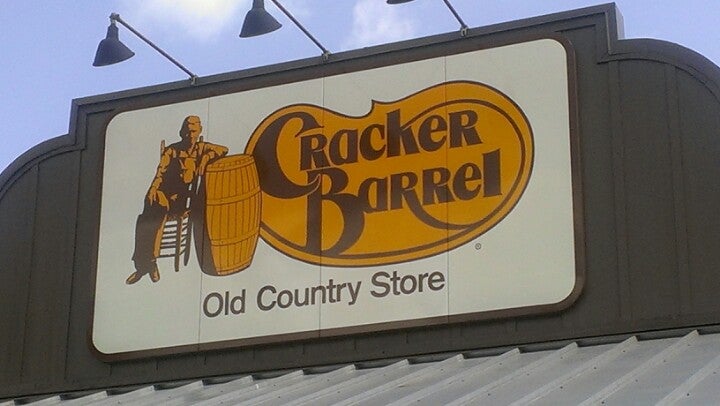 Cracker
Barrel
®
Old Country Store